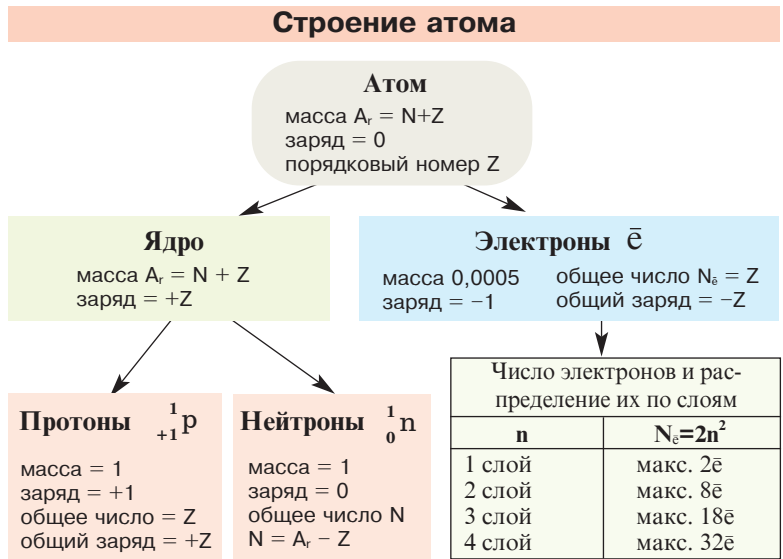 Строение атома
Атом
масса Aᵣ = N+Z
заряд = 0
порядковый номер Z
Ядро
масса Aᵣ = N + Z
заряд = +Z
Электроны ē
масса 0,0005
заряд = −1
общее число Nē = Z
общий заряд = −Z
Протоны ¹₊₁p
масса = 1
заряд = +1
общее число = Z
общий заряд = +Z
Нейтроны ¹₀n
масса = 1
заряд = 0
общее число N
N = Aᵣ − Z
Число электронов и рас-
пределение их по слоям
n Nē=2n²
1 слой макс. 2ē
2 слой макс. 8ē
3 слой макс. 18ē
4 слой макс. 32ē